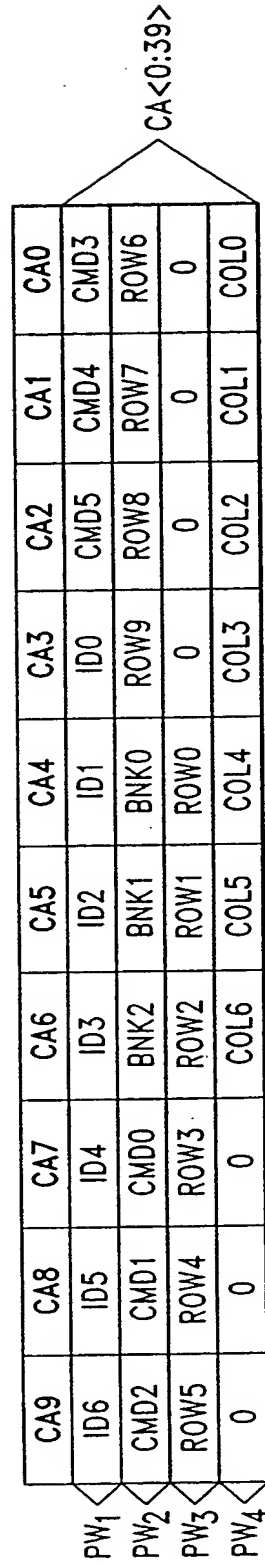 CA9 CA8 CA7 CA6 CA5 CA4 CA3 CA2 CA1 CA0
PW1 ID6 ID5 ID4 ID3 ID2 ID1 ID0 CMD5 CMD4 CMD3
PW2 CMD2 CMD1 CMD0 BNK2 BNK1 BNK0 ROW9 ROW8 ROW7 ROW6
PW3 ROW5 ROW4 ROW3 ROW2 ROW1 ROW0 0 0 0 0
PW4 0 0 0 COL6 COL5 COL4 COL3 COL2 COL1 COL0
CA<0:39>